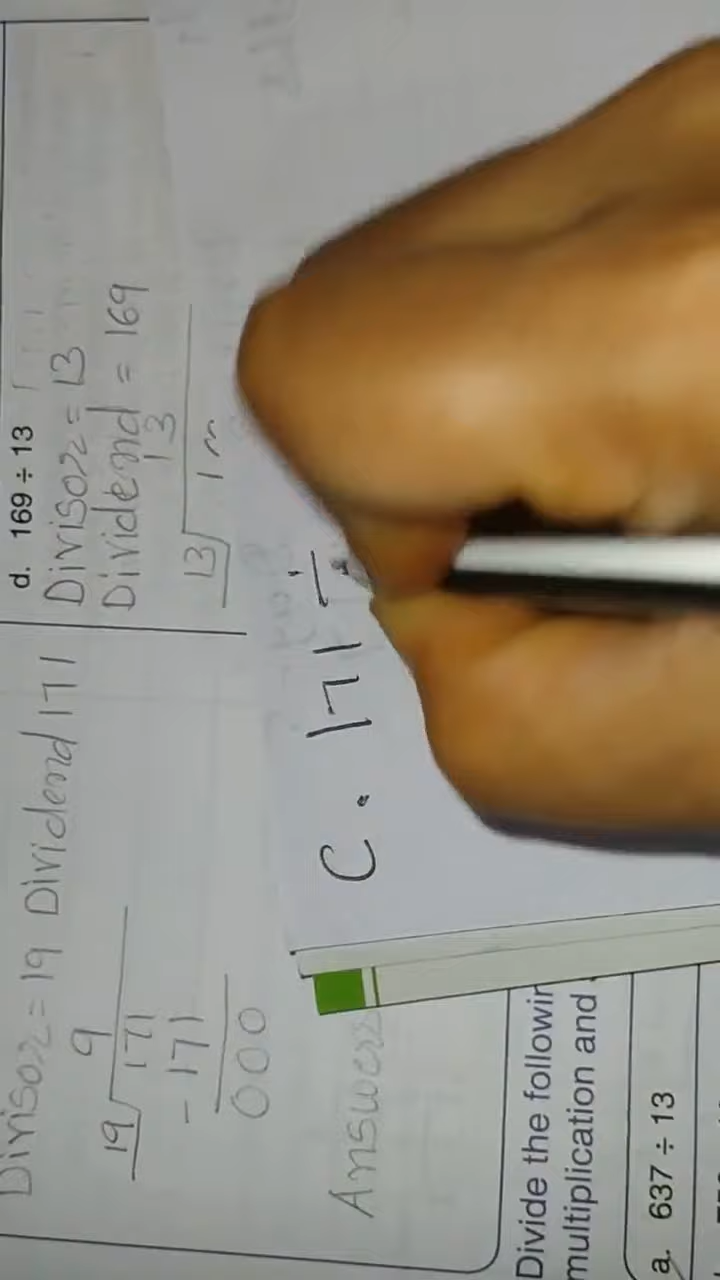 Divisor = 19 Dividend 171
9
19 171
- 171
000
Answer
d. 169 ÷ 13
Divisor = 13
Dividend = 169
13
13 1
C. 171 ÷
Divide the followin
multiplication and
a. 637 ÷ 13